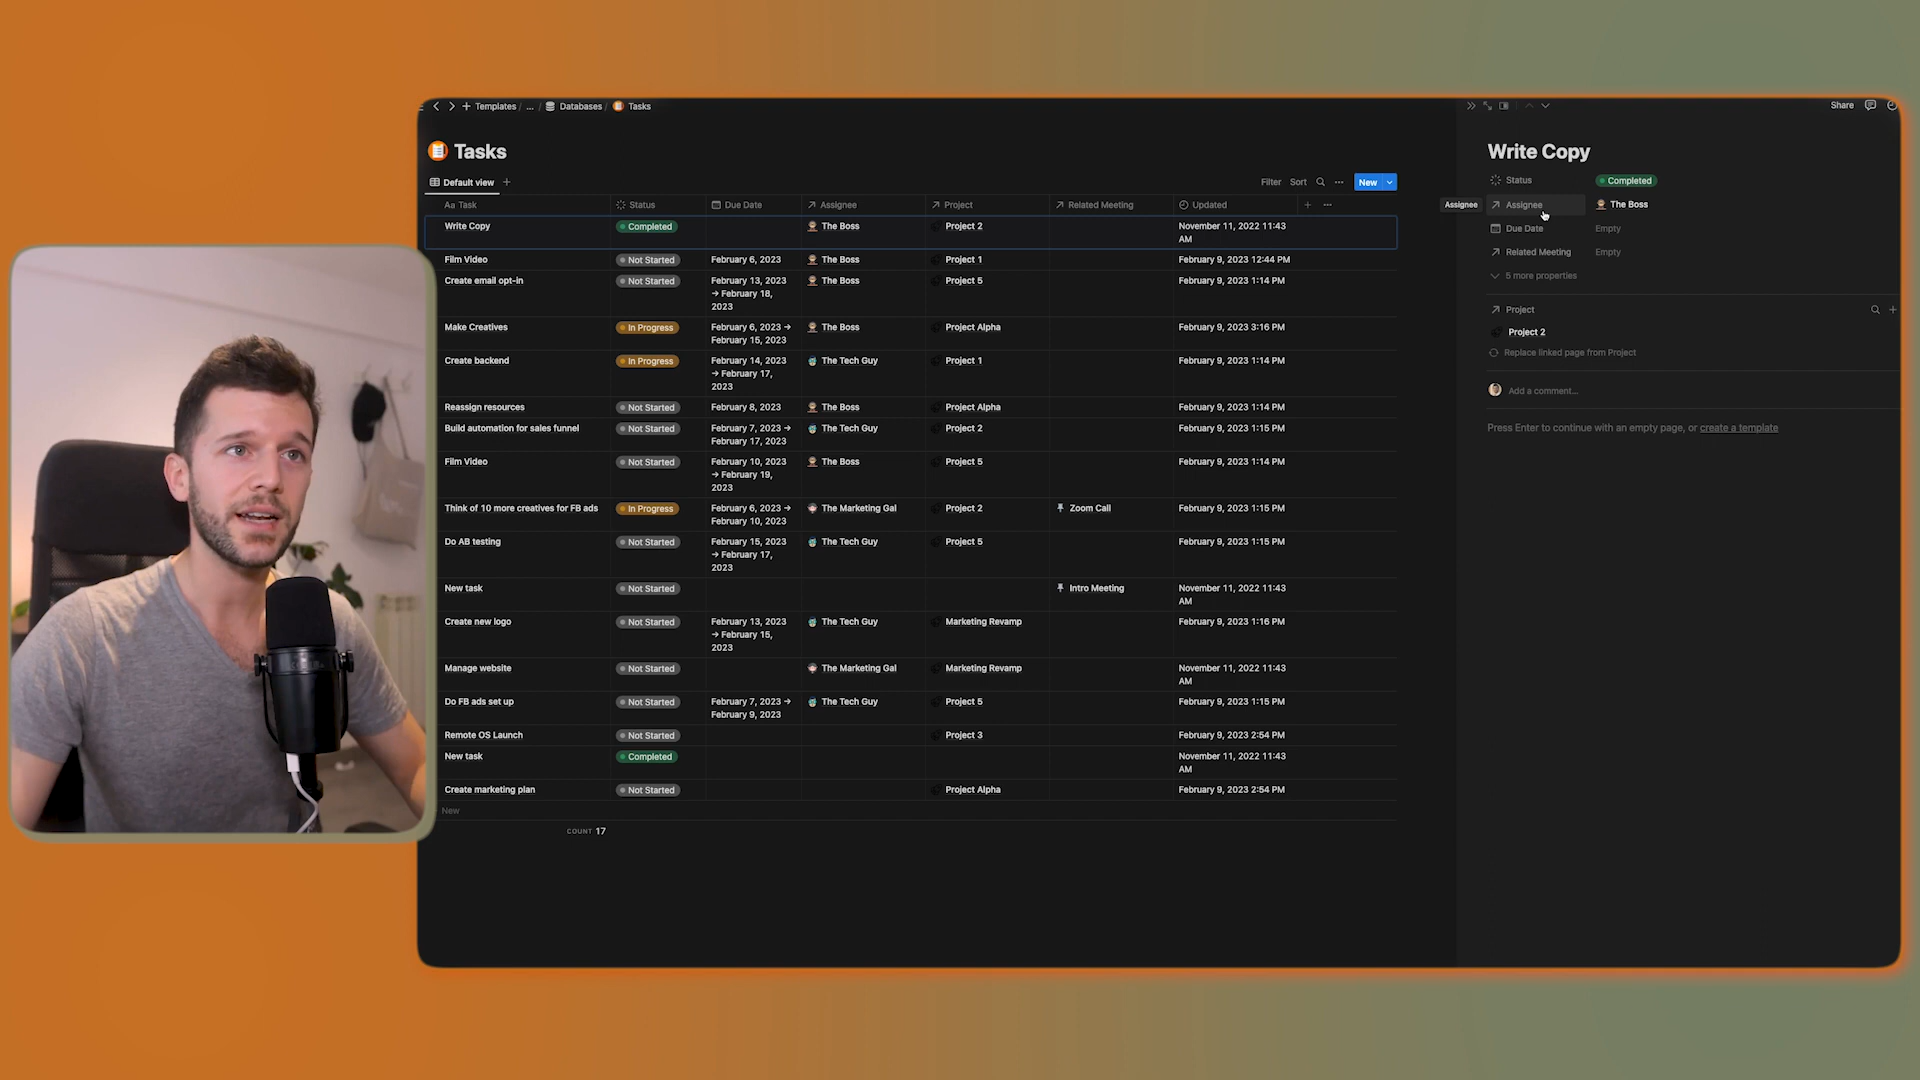 Templates / ... / Databases / Tasks
Share
Tasks
Default view
Filter Sort New
Aa Task Status Due Date Assignee Project Related Meeting Updated
Write Copy Completed The Boss Project 2 November 11, 2022 11:43
AM
Film Video Not Started February 6, 2023 The Boss Project 1 February 9, 2023 12:44 PM
Create email opt-in Not Started February 13, 2023 The Boss Project 5 February 9, 2023 1:14 PM
→ February 18,
2023
Make Creatives In Progress February 6, 2023 → The Boss Project Alpha February 9, 2023 3:16 PM
February 15, 2023
Create backend In Progress February 14, 2023 The Tech Guy Project 1 February 9, 2023 1:14 PM
→ February 17,
2023
Reassign resources Not Started February 8, 2023 The Boss Project Alpha February 9, 2023 1:14 PM
Build automation for sales funnel Not Started February 7, 2023 → The Tech Guy Project 2 February 9, 2023 1:15 PM
February 17, 2023
Film Video Not Started February 10, 2023 The Boss Project 5 February 9, 2023 1:14 PM
→ February 19,
2023
Think of 10 more creatives for FB ads In Progress February 6, 2023 → The Marketing Gal Project 2 Zoom Call February 9, 2023 1:15 PM
February 10, 2023
Do AB testing Not Started February 15, 2023 The Tech Guy Project 5 February 9, 2023 1:15 PM
→ February 17,
2023
New task Not Started Intro Meeting November 11, 2022 11:43
AM
Create new logo Not Started February 13, 2023 The Tech Guy Marketing Revamp February 9, 2023 1:16 PM
→ February 15,
2023
Manage website Not Started The Marketing Gal Marketing Revamp November 11, 2022 11:43
AM
Do FB ads set up Not Started February 7, 2023 → The Tech Guy Project 5 February 9, 2023 1:15 PM
February 9, 2023
Remote OS Launch Not Started Project 3 February 9, 2023 2:54 PM
New task Completed November 11, 2022 11:43
AM
Create marketing plan Not Started Project Alpha February 9, 2023 2:54 PM
New
COUNT 17
Write Copy
Status Completed
Assignee Assignee The Boss
Due Date Empty
Related Meeting Empty
5 more properties
Project
Project 2
Replace linked page from Project
Add a comment...
Press Enter to continue with an empty page, or create a template